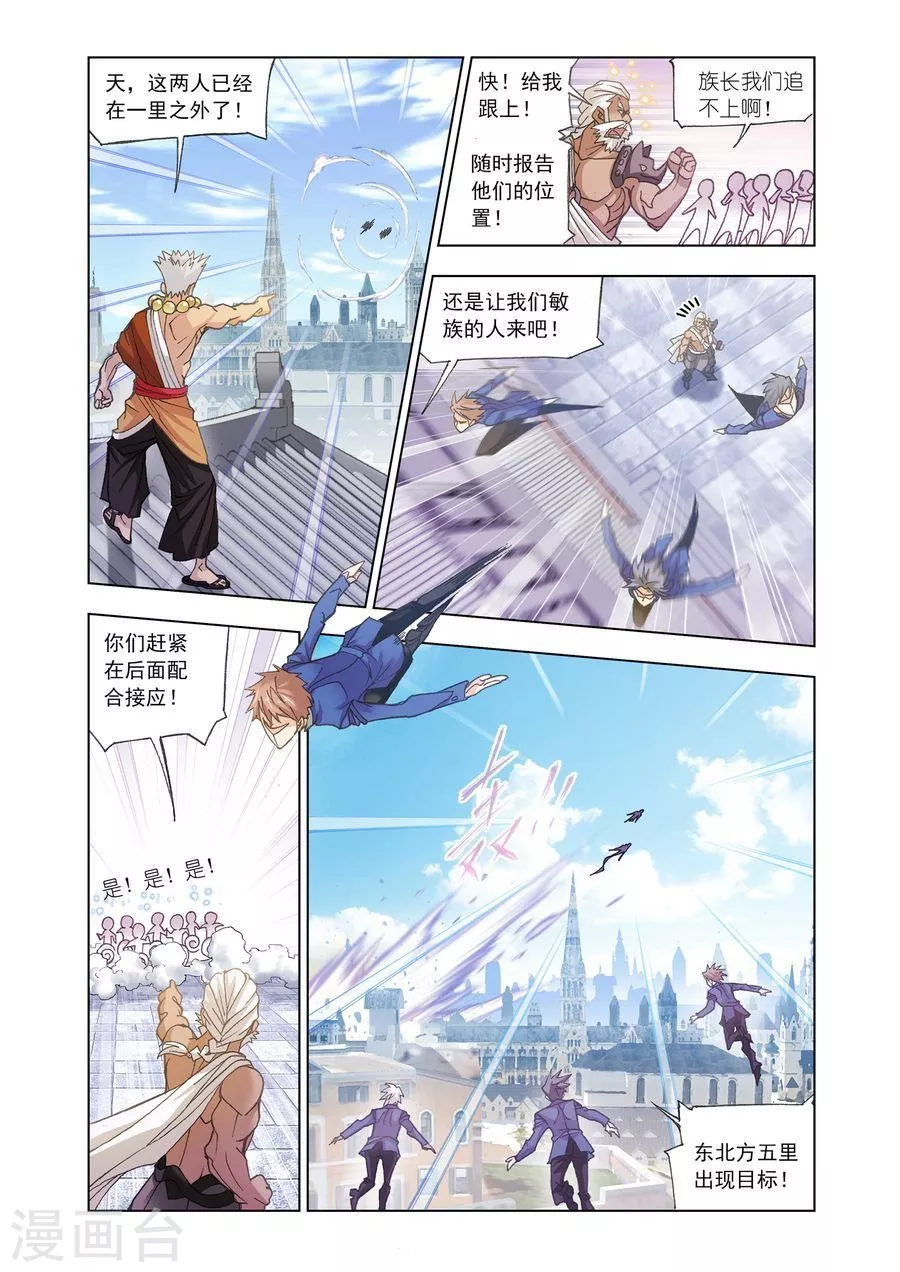 天，这两人已经
在一里之外了！
快！给我
跟上！
随时报告
他们的位
置！
族长我们追
不上啊！
还是让我们敏
族的人来吧！
你们赶紧
在后面配
合接应！
是！是！是！
轰!!
东北方五里
出现目标！
漫画台